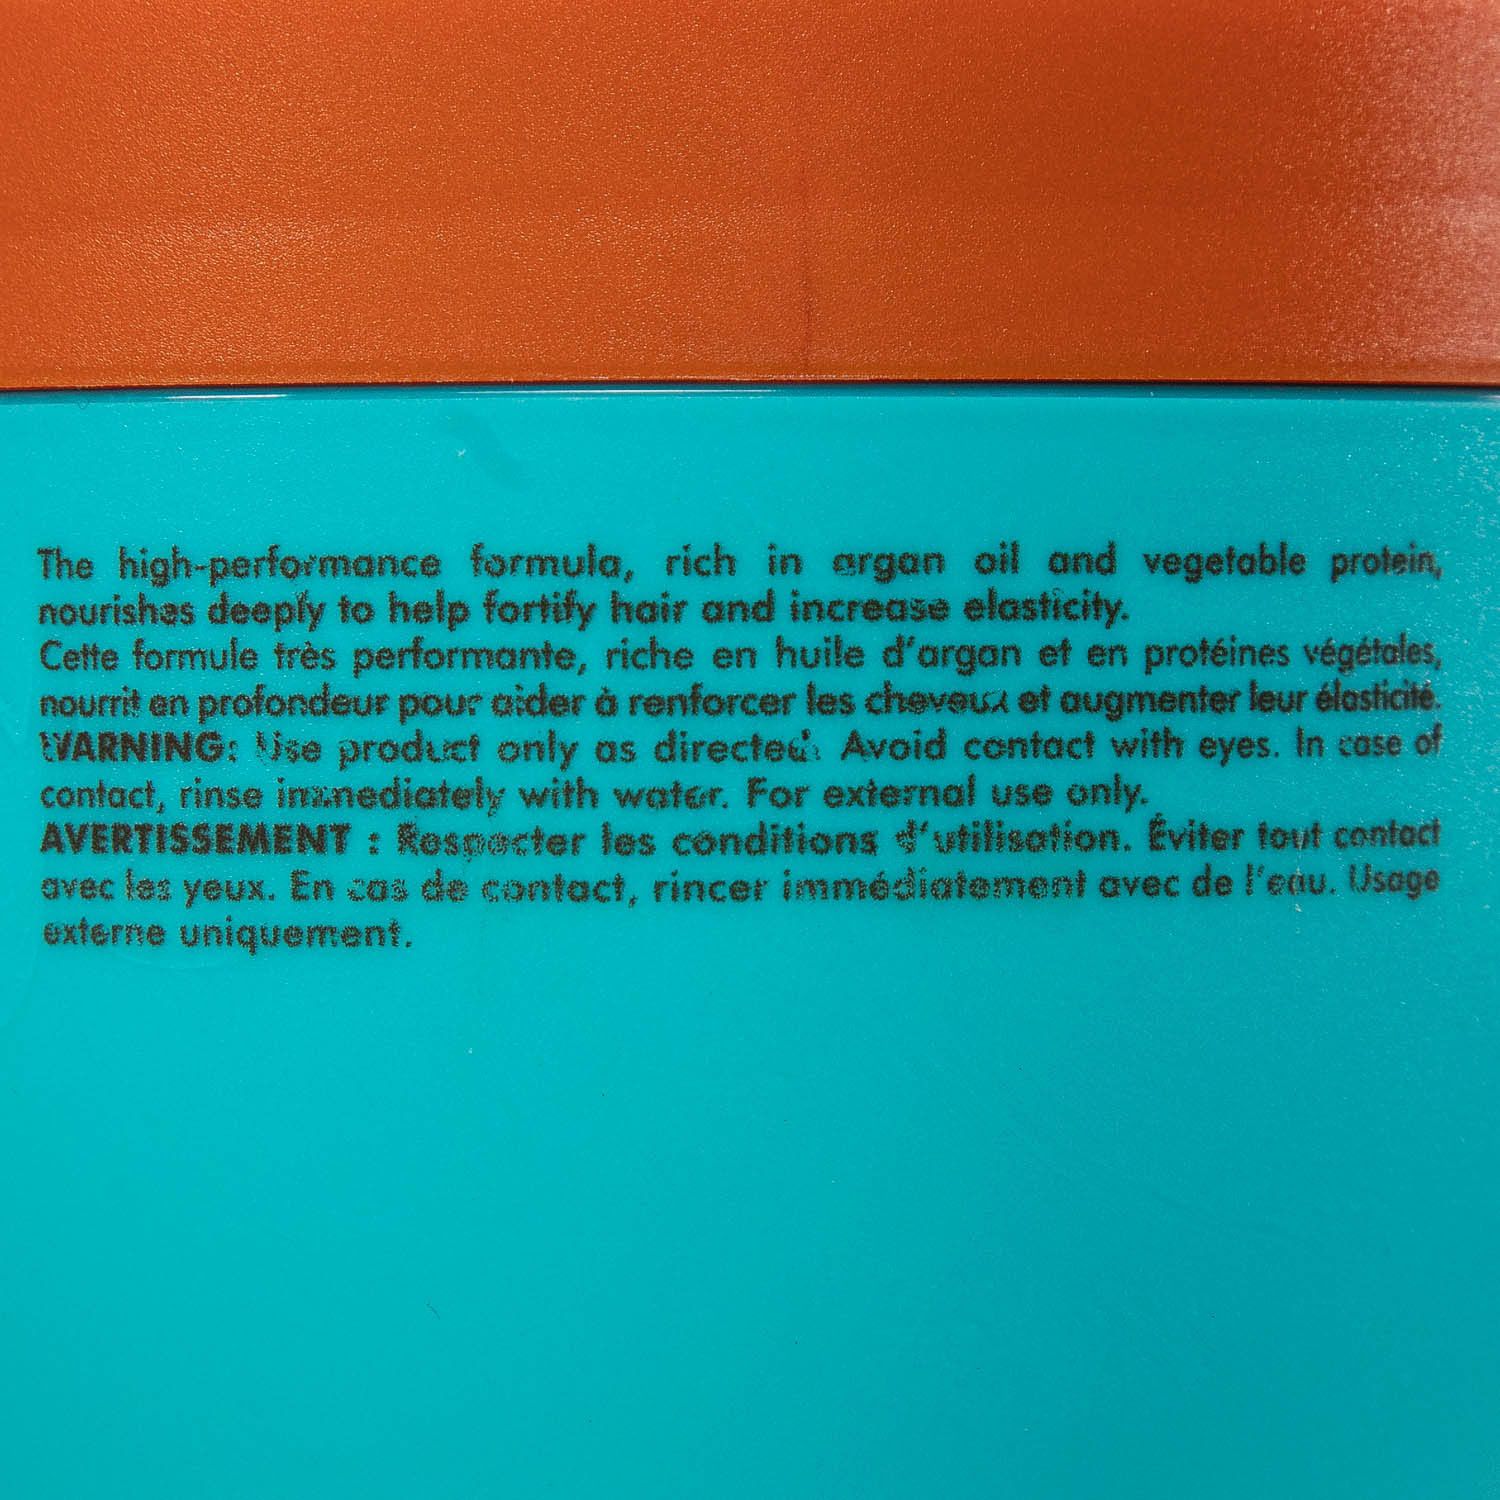 The high-performance formula, rich in argan oil and vegetable protein,
nourishes deeply to help fortify hair and increase elasticity.
Cette formule très performante, riche en huile d'argan et en protéines végétales,
nourrit en profondeur pour aider à renforcer les cheveux et augmenter leur élasticité.
WARNING: Use product only as directed. Avoid contact with eyes. In case of
contact, rinse immediately with water. For external use only.
AVERTISSEMENT : Respecter les conditions d'utilisation. Éviter tout contact
avec les yeux. En cas de contact, rincer immédiatement avec de l'eau. Usage
externe uniquement.